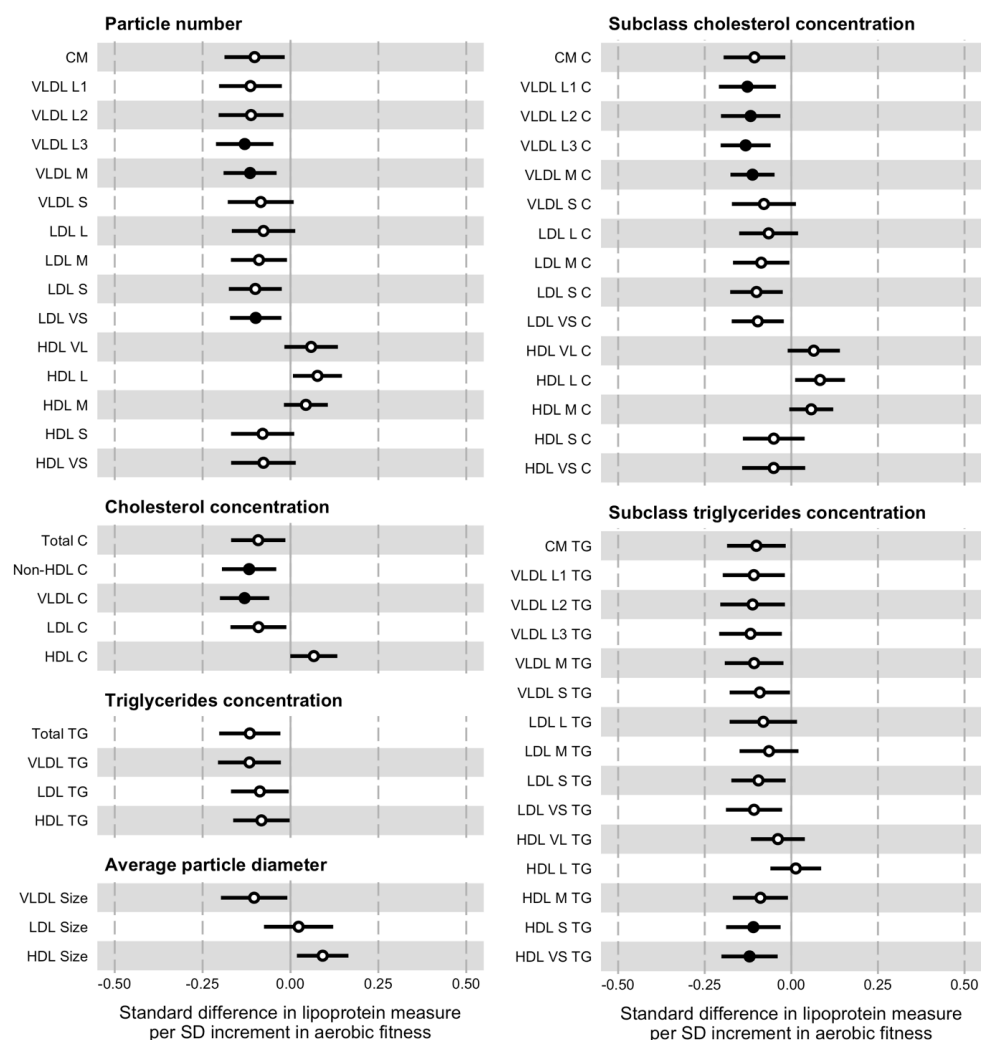 Particle number
CM
VLDL L1
VLDL L2
VLDL L3
VLDL M
VLDL S
LDL L
LDL M
LDL S
LDL VS
HDL VL
HDL L
HDL M
HDL S
HDL VS
Cholesterol concentration
Total C
Non-HDL C
VLDL C
LDL C
HDL C
Triglycerides concentration
Total TG
VLDL TG
LDL TG
HDL TG
Average particle diameter
VLDL Size
LDL Size
HDL Size
-0.50 -0.25 0.00 0.25 0.50
Standard difference in lipoprotein measure
per SD increment in aerobic fitness
Subclass cholesterol concentration
CM C
VLDL L1 C
VLDL L2 C
VLDL L3 C
VLDL M C
VLDL S C
LDL L C
LDL M C
LDL S C
LDL VS C
HDL VL C
HDL L C
HDL M C
HDL S C
HDL VS C
Subclass triglycerides concentration
CM TG
VLDL L1 TG
VLDL L2 TG
VLDL L3 TG
VLDL M TG
VLDL S TG
LDL L TG
LDL M TG
LDL S TG
LDL VS TG
HDL VL TG
HDL L TG
HDL M TG
HDL S TG
HDL VS TG
-0.50 -0.25 0.00 0.25 0.50
Standard difference in lipoprotein measure
per SD increment in aerobic fitness